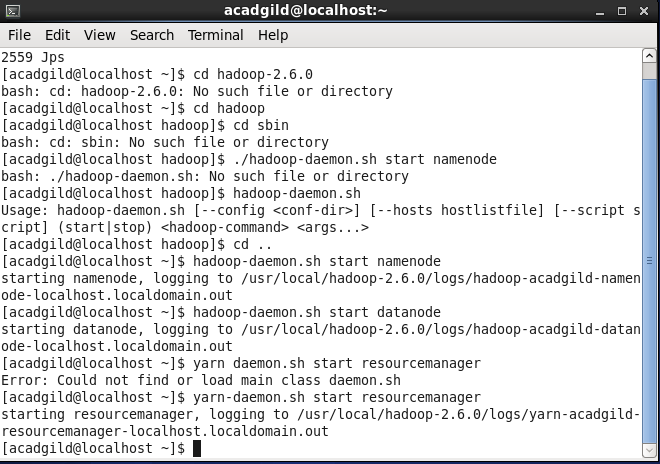 acadgild@localhost:~
File Edit View Search Terminal Help
2559 Jps
[acadgild@localhost ~]$ cd hadoop-2.6.0
bash: cd: hadoop-2.6.0: No such file or directory
[acadgild@localhost ~]$ cd hadoop
[acadgild@localhost hadoop]$ cd sbin
bash: cd: sbin: No such file or directory
[acadgild@localhost hadoop]$ ./hadoop-daemon.sh start namenode
bash: ./hadoop-daemon.sh: No such file or directory
[acadgild@localhost hadoop]$ hadoop-daemon.sh
Usage: hadoop-daemon.sh [--config <conf-dir>] [--hosts hostlistfile] [--script s
cript] (start|stop) <hadoop-command> <args...>
[acadgild@localhost hadoop]$ cd ..
[acadgild@localhost ~]$ hadoop-daemon.sh start namenode
starting namenode, logging to /usr/local/hadoop-2.6.0/logs/hadoop-acadgild-namen
ode-localhost.localdomain.out
[acadgild@localhost ~]$ hadoop-daemon.sh start datanode
starting datanode, logging to /usr/local/hadoop-2.6.0/logs/hadoop-acadgild-datan
ode-localhost.localdomain.out
[acadgild@localhost ~]$ yarn daemon.sh start resourcemanager
Error: Could not find or load main class daemon.sh
[acadgild@localhost ~]$ yarn-daemon.sh start resourcemanager
starting resourcemanager, logging to /usr/local/hadoop-2.6.0/logs/yarn-acadgild-
resourcemanager-localhost.localdomain.out
[acadgild@localhost ~]$